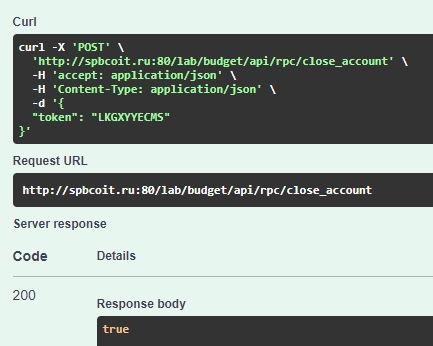 Curl
curl -X 'POST' \
'http://spbcoit.ru:80/lab/budget/api/rpc/close_account' \
-H 'accept: application/json' \
-H 'Content-Type: application/json' \
-d '{
"token": "LKGXYYECMS"
}'
Request URL
http://spbcoit.ru:80/lab/budget/api/rpc/close_account
Server response
Code Details
200
Response body
true